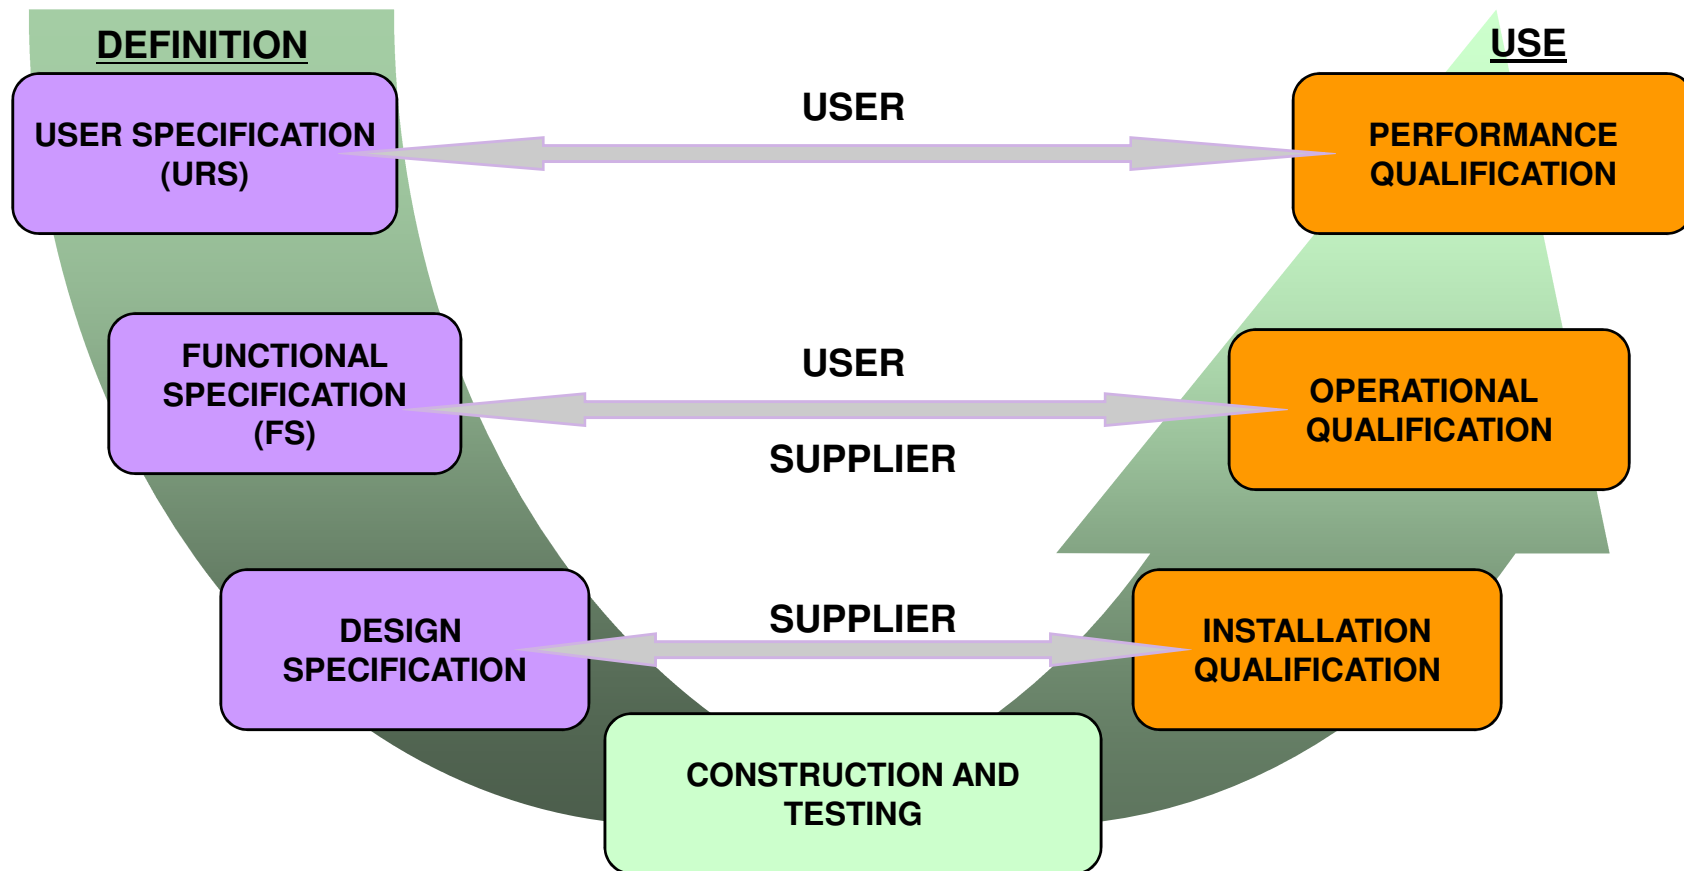 DEFINITION
USE
USER SPECIFICATION
(URS)
USER
PERFORMANCE
QUALIFICATION
FUNCTIONAL
SPECIFICATION
(FS)
USER
SUPPLIER
OPERATIONAL
QUALIFICATION
DESIGN
SPECIFICATION
SUPPLIER
INSTALLATION
QUALIFICATION
CONSTRUCTION AND
TESTING